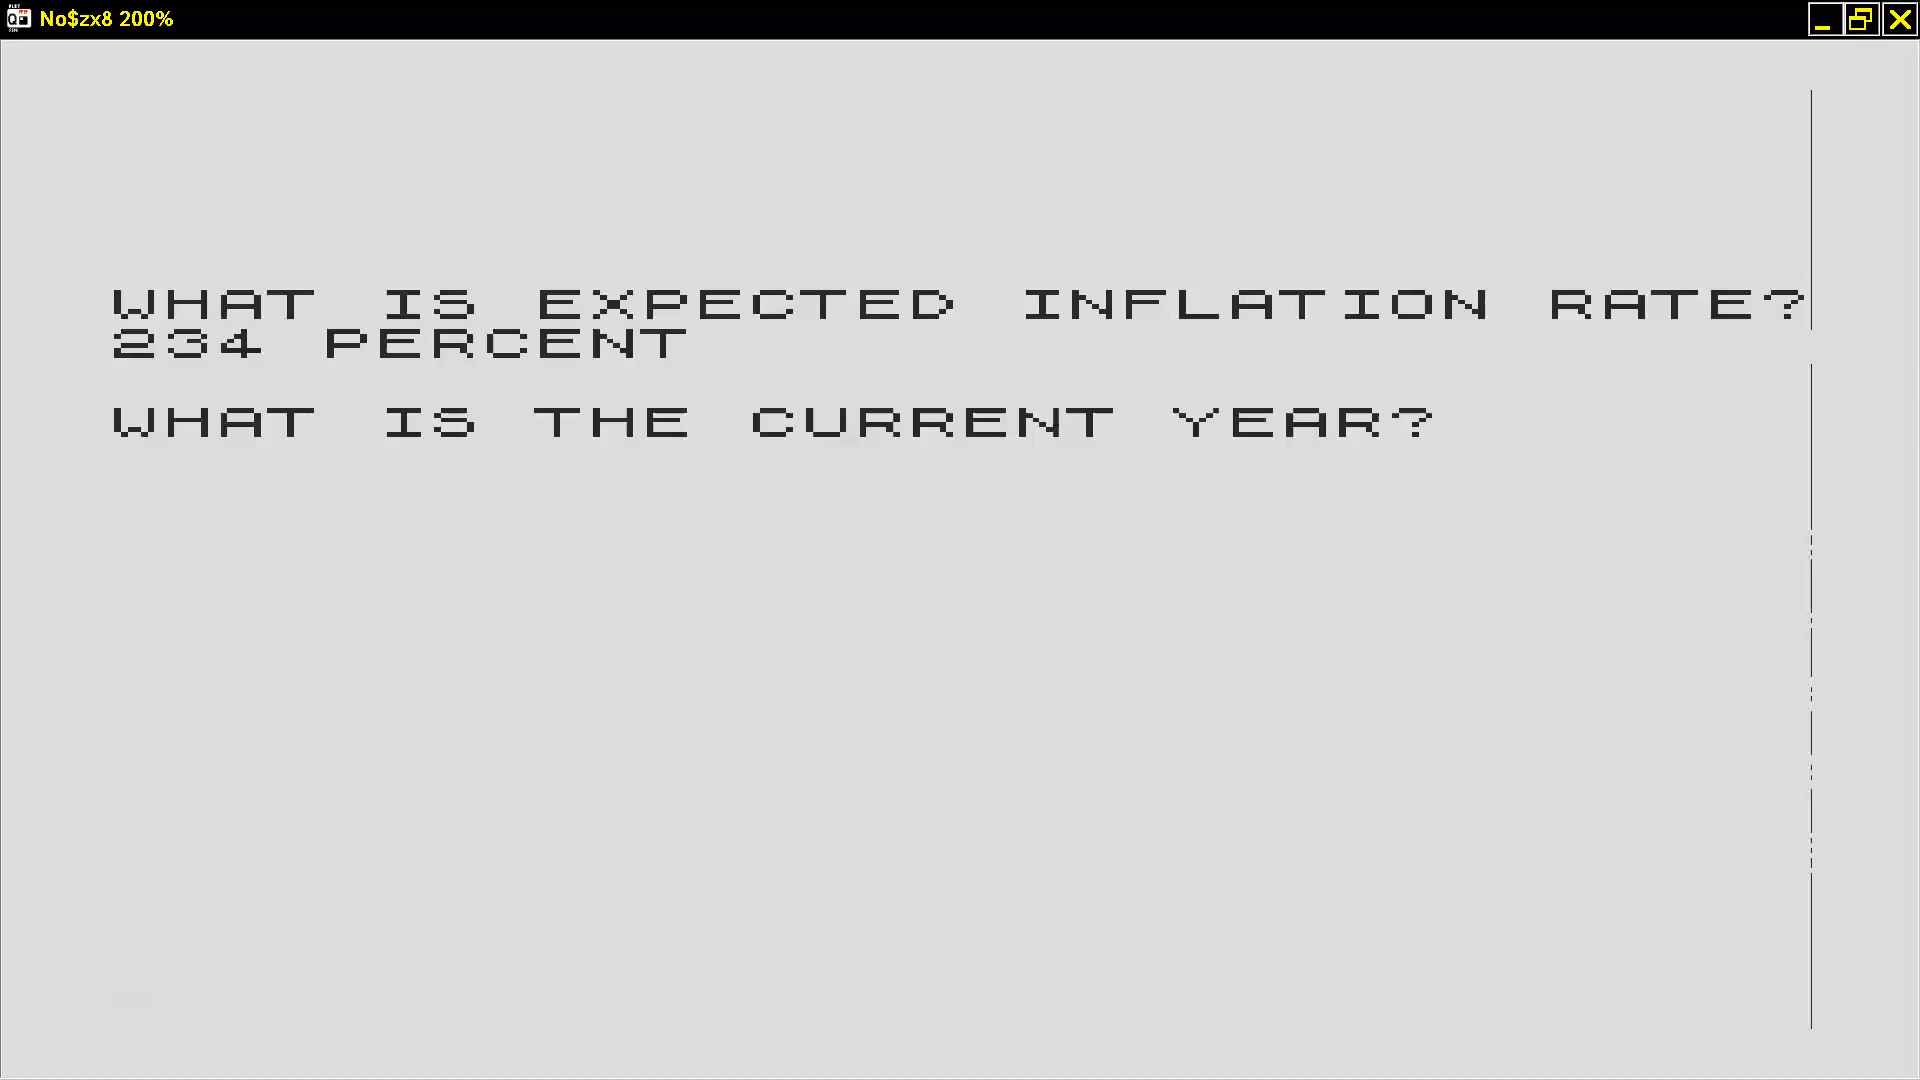 No$zx8 200%
WHAT IS EXPECTED INFLATION RATE?
234 PERCENT
WHAT IS THE CURRENT YEAR?